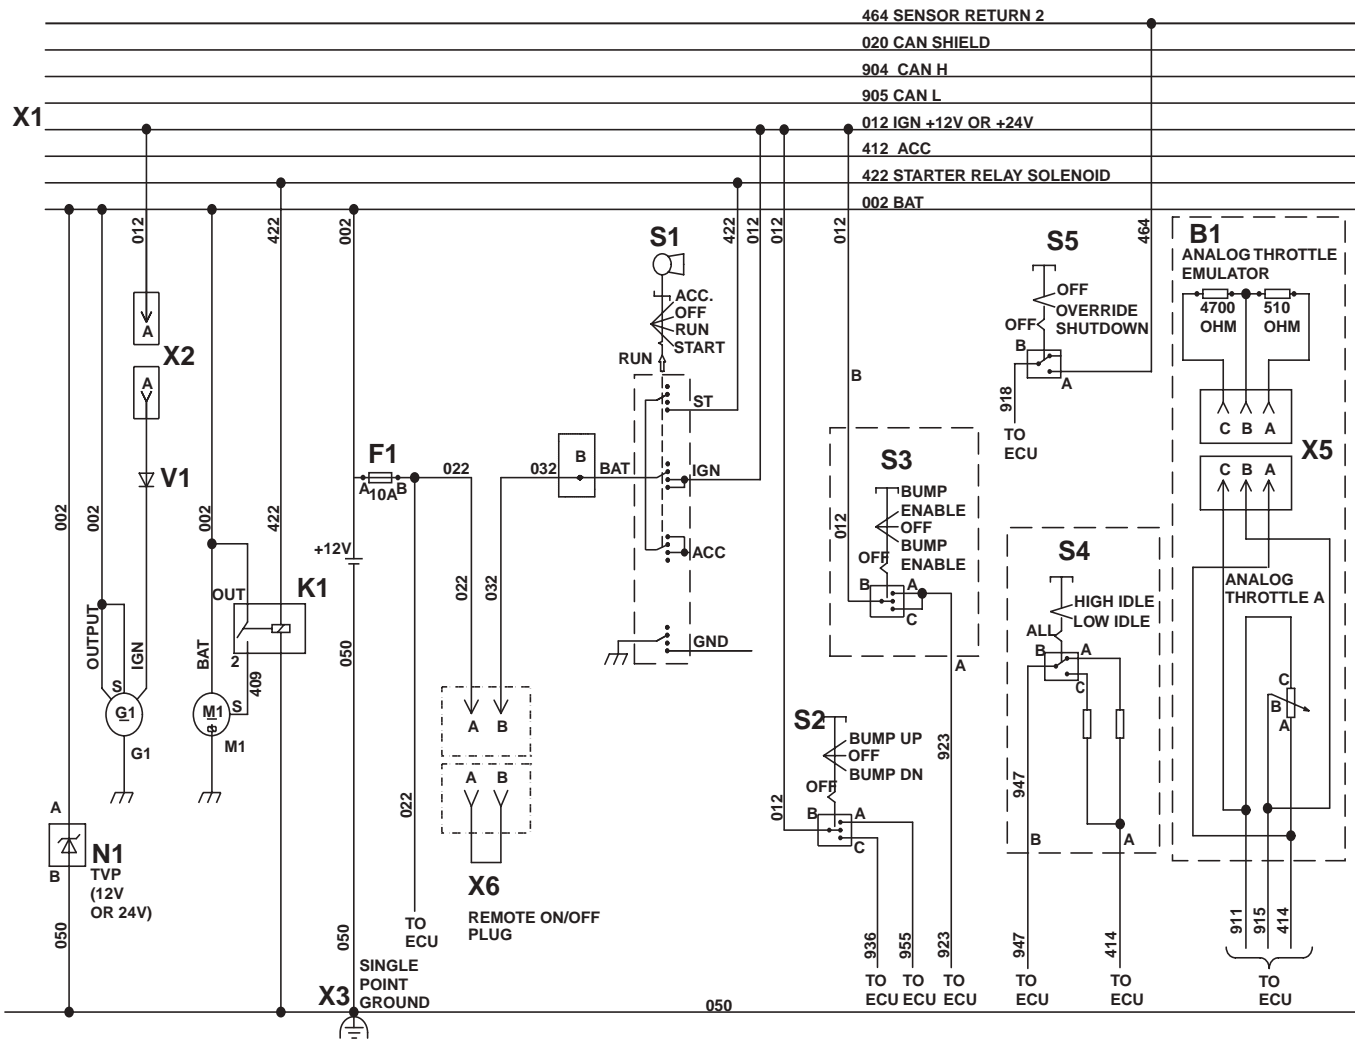 464 SENSOR RETURN 2
020 CAN SHIELD
904 CAN H
905 CAN L
X1
012 IGN +12V OR +24V
412 ACC
422 STARTER RELAY SOLENOID
002 BAT
012
422
002
422
012
012
012
464
S1
ACC.
OFF
RUN
START
RUN
ST
BAT
IGN
ACC
GND
S5
OFF
OVERRIDE
SHUTDOWN
OFF
B
A
918
TO
ECU
B1
ANALOG THROTTLE
EMULATOR
4700
OHM
510
OHM
C B A
X5
C B A
ANALOG
THROTTLE A
C
B
A
911
915
414
TO
ECU
A
X2
A
V1
002
002
002
422
F1
A
B
10A
022
032
B
+12V
022
032
050
K1
OUT
2
409
OUTPUT
IGN
BAT
S
G1
G1
S
M1
M1
A
N1
B
TVP
(12V
OR 24V)
050
050
A B
A B
X6
REMOTE ON/OFF
PLUG
022
TO
ECU
B
S3
BUMP
ENABLE
OFF
BUMP
ENABLE
OFF
012
B
A
C
A
923
923
TO
ECU
S2
BUMP UP
OFF
BUMP DN
OFF
012
B
A
C
936
955
TO
ECU
TO
ECU
S4
HIGH IDLE
LOW IDLE
ALL
B
A
C
947
B
A
947
414
TO
ECU
TO
ECU
X3
SINGLE
POINT
GROUND
050